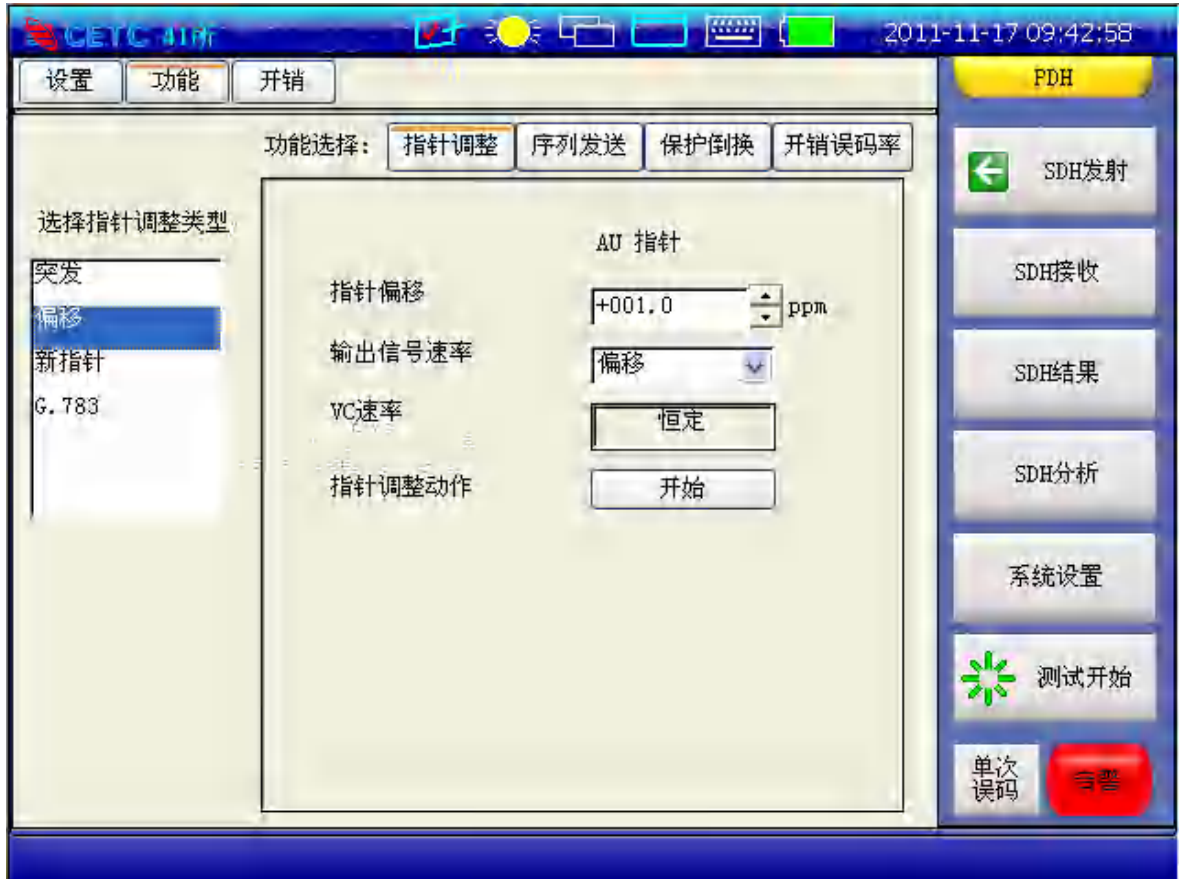 CETC 41所 2011-11-17 09:42:58
设置 功能 开销
PDH
功能选择: 指针调整 序列发送 保护倒换 开销误码率
SDH发射
选择指针调整类型
突发
偏移
新指针
G.783
AU 指针
指针偏移 +001.0 ppm
输出信号速率 偏移
VC速率 恒定
指针调整动作 开始
SDH接收
SDH结果
SDH分析
系统设置
测试开始
单次
误码
告警